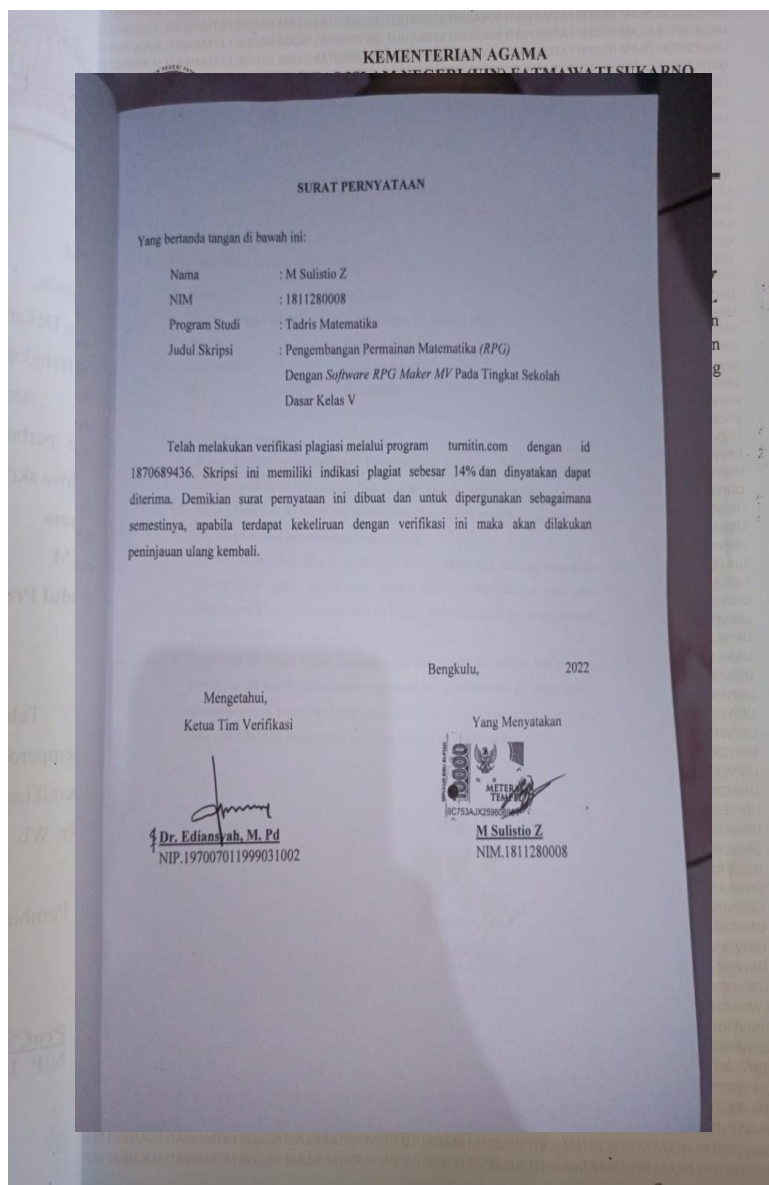 KEMENTERIAN AGAMA
ISLAM NEGERI (UIN) FATMAWATI SUKARNO
SURAT PERNYATAAN
Yang bertanda tangan di bawah ini:
Nama : M Sulistio Z
NIM : 1811280008
Program Studi : Tadris Matematika
Judul Skripsi : Pengembangan Permainan Matematika (RPG)
Dengan Software RPG Maker MV Pada Tingkat Sekolah
Dasar Kelas V
Telah melakukan verifikasi plagiasi melalui program turnitin.com dengan id
1870689436. Skripsi ini memiliki indikasi plagiat sebesar 14% dan dinyatakan dapat
diterima. Demikian surat pernyataan ini dibuat dan untuk dipergunakan sebagaimana
semestinya, apabila terdapat kekeliruan dengan verifikasi ini maka akan dilakukan
peninjauan ulang kembali.
Bengkulu, 2022
Mengetahui,
Ketua Tim Verifikasi
Yang Menyatakan
10000
METERAI
TEMPEL
Dr. Ediansyah, M. Pd
NIP.197007011999031002
M Sulistio Z
NIM.1811280008